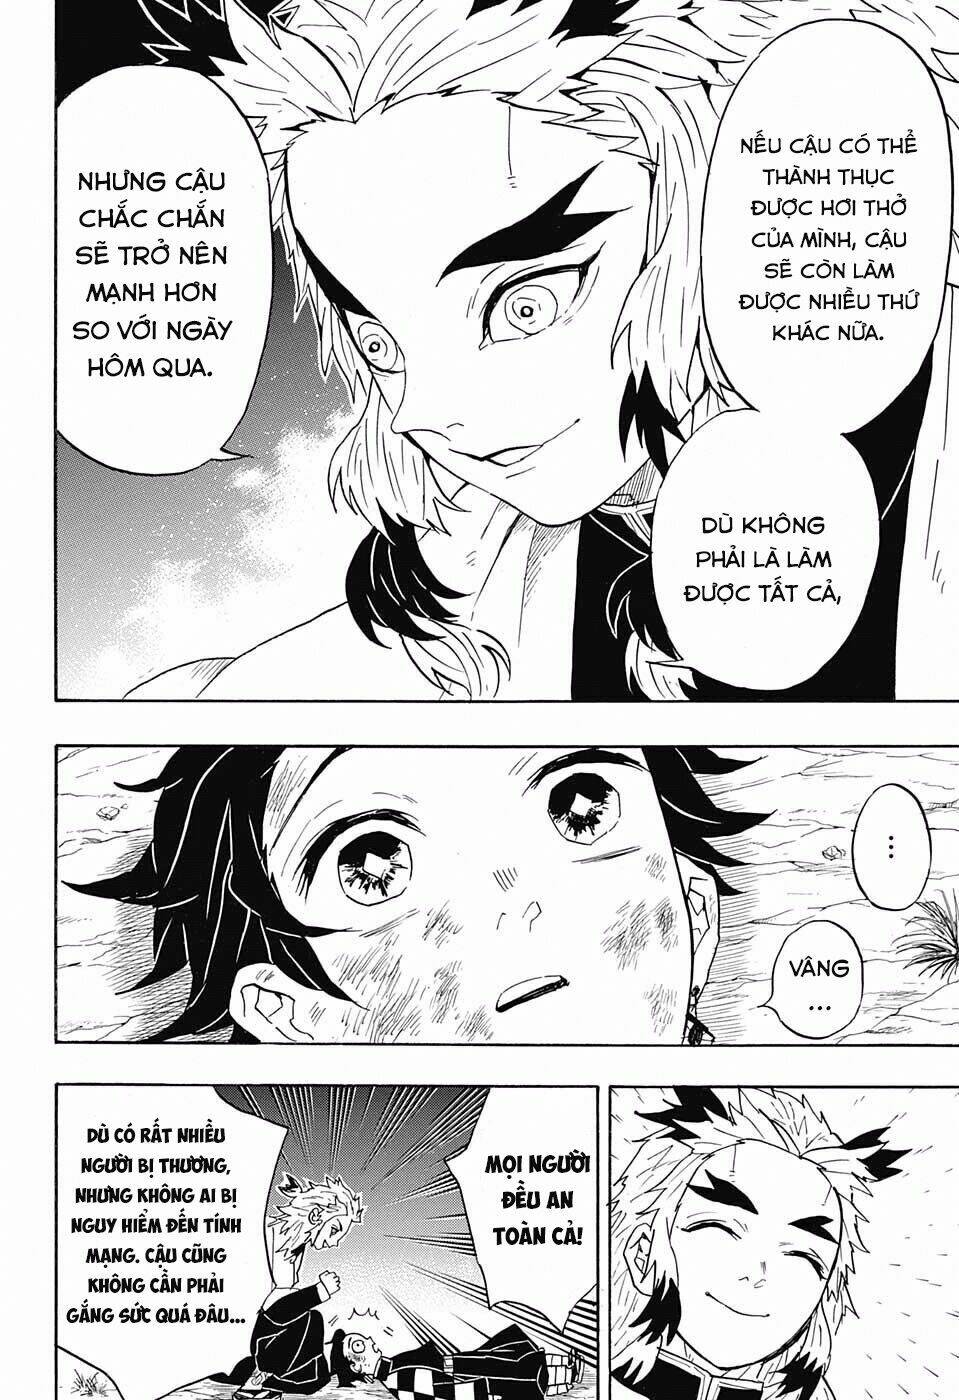 NẾU CẬU CÓ THỂ
THÀNH THỤC
ĐƯỢC HƠI THỞ
CỦA MÌNH, CẬU
SẼ CÒN LÀM
ĐƯỢC NHIỀU THỨ
KHÁC NỮA.
DÙ KHÔNG
PHẢI LÀ LÀM
ĐƯỢC TẤT CẢ,
NHƯNG CẬU
CHẮC CHẮN
SẼ TRỞ NÊN
MẠNH HƠN
SO VỚI NGÀY
HÔM QUA.
...
VÂNG
...
MỌI NGƯỜI
ĐỀU AN
TOÀN CẢ!
DÙ CÓ RẤT NHIỀU
NGƯỜI BỊ THƯƠNG,
NHƯNG KHÔNG AI BỊ
NGUY HIỂM ĐẾN TÍNH
MẠNG. CẬU CŨNG
KHÔNG CẦN PHẢI
GẮNG SỨC QUÁ ĐÂU...